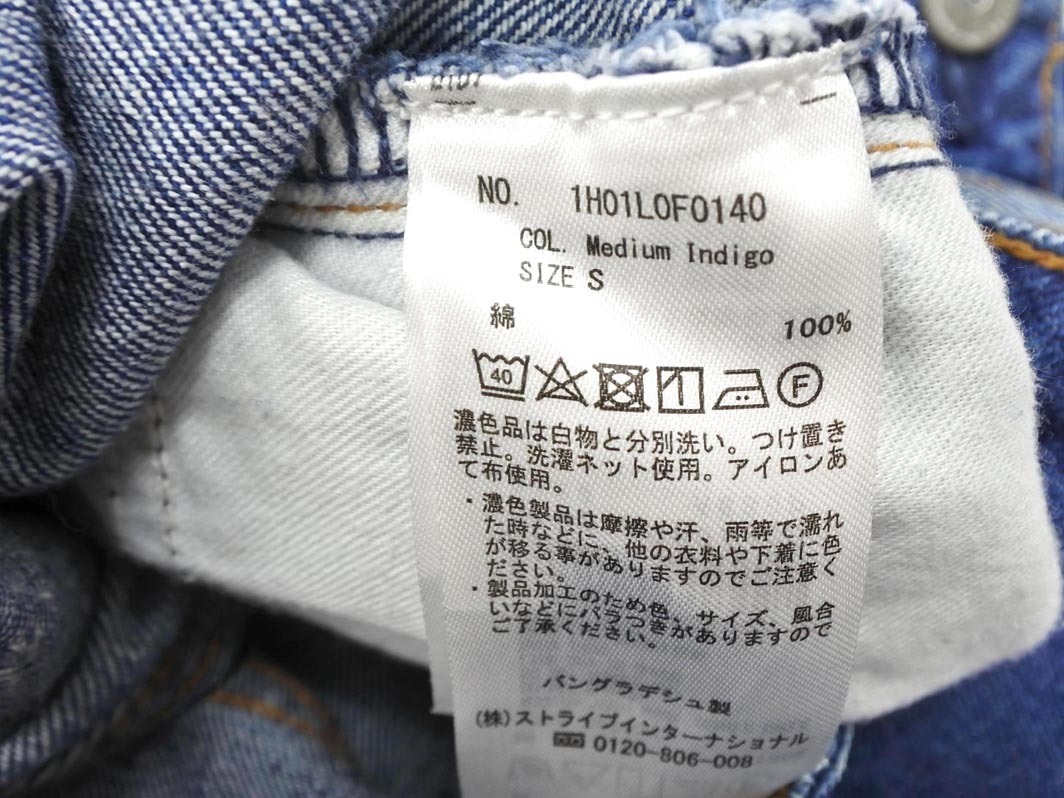 NO. 1H01L0F0140
COL. Medium Indigo
SIZE S
綿 100%
40 F
濃色品は白物と分別洗い。つけ置き
禁止。洗濯ネット使用。アイロンあ
て布使用。
・濃色製品は摩擦や汗、雨等で濡れ
た時などに、他の衣料や下着に色
が移る事がありますのでご注意く
ださい。
・製品加工のため色、サイズ、風合
いなどにバラつきがありますので
ご了承ください。
バングラデシュ製
(株)ストライプインターナショナル
0120-806-008